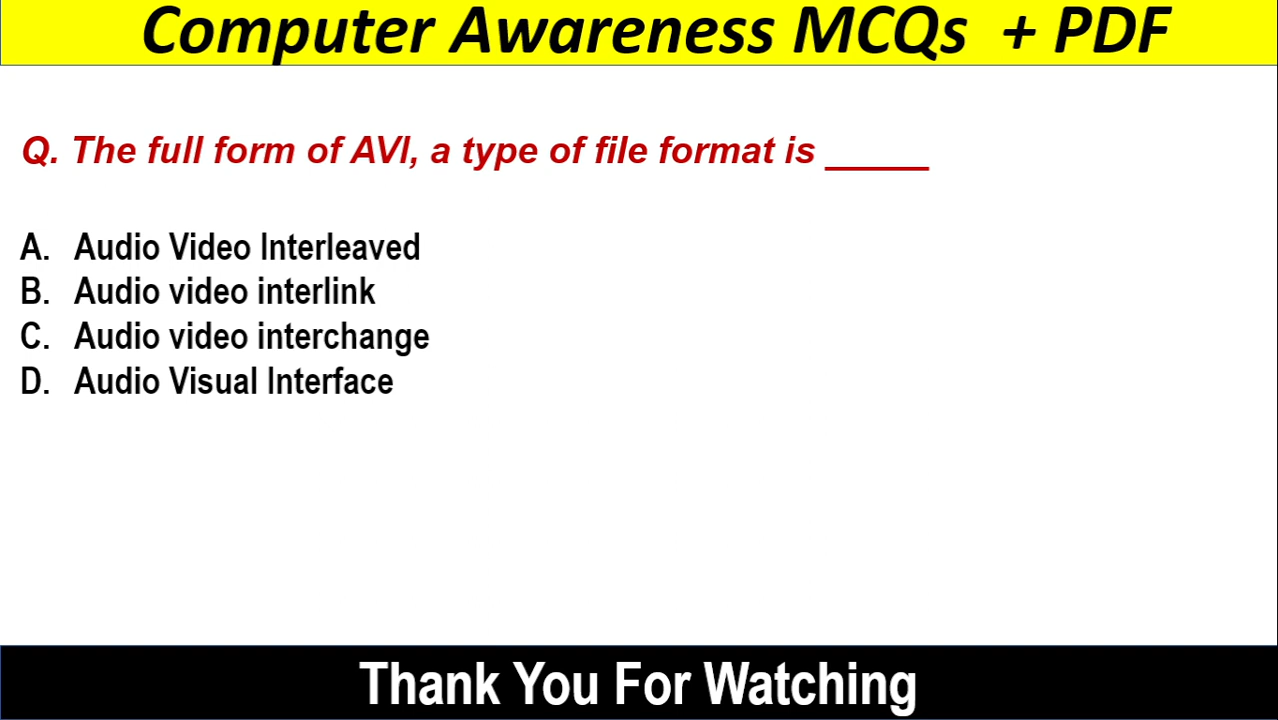 Computer Awareness MCQs + PDF
Q. The full form of AVI, a type of file format is _____
A. Audio Video Interleaved
B. Audio video interlink
C. Audio video interchange
D. Audio Visual Interface
Thank You For Watching